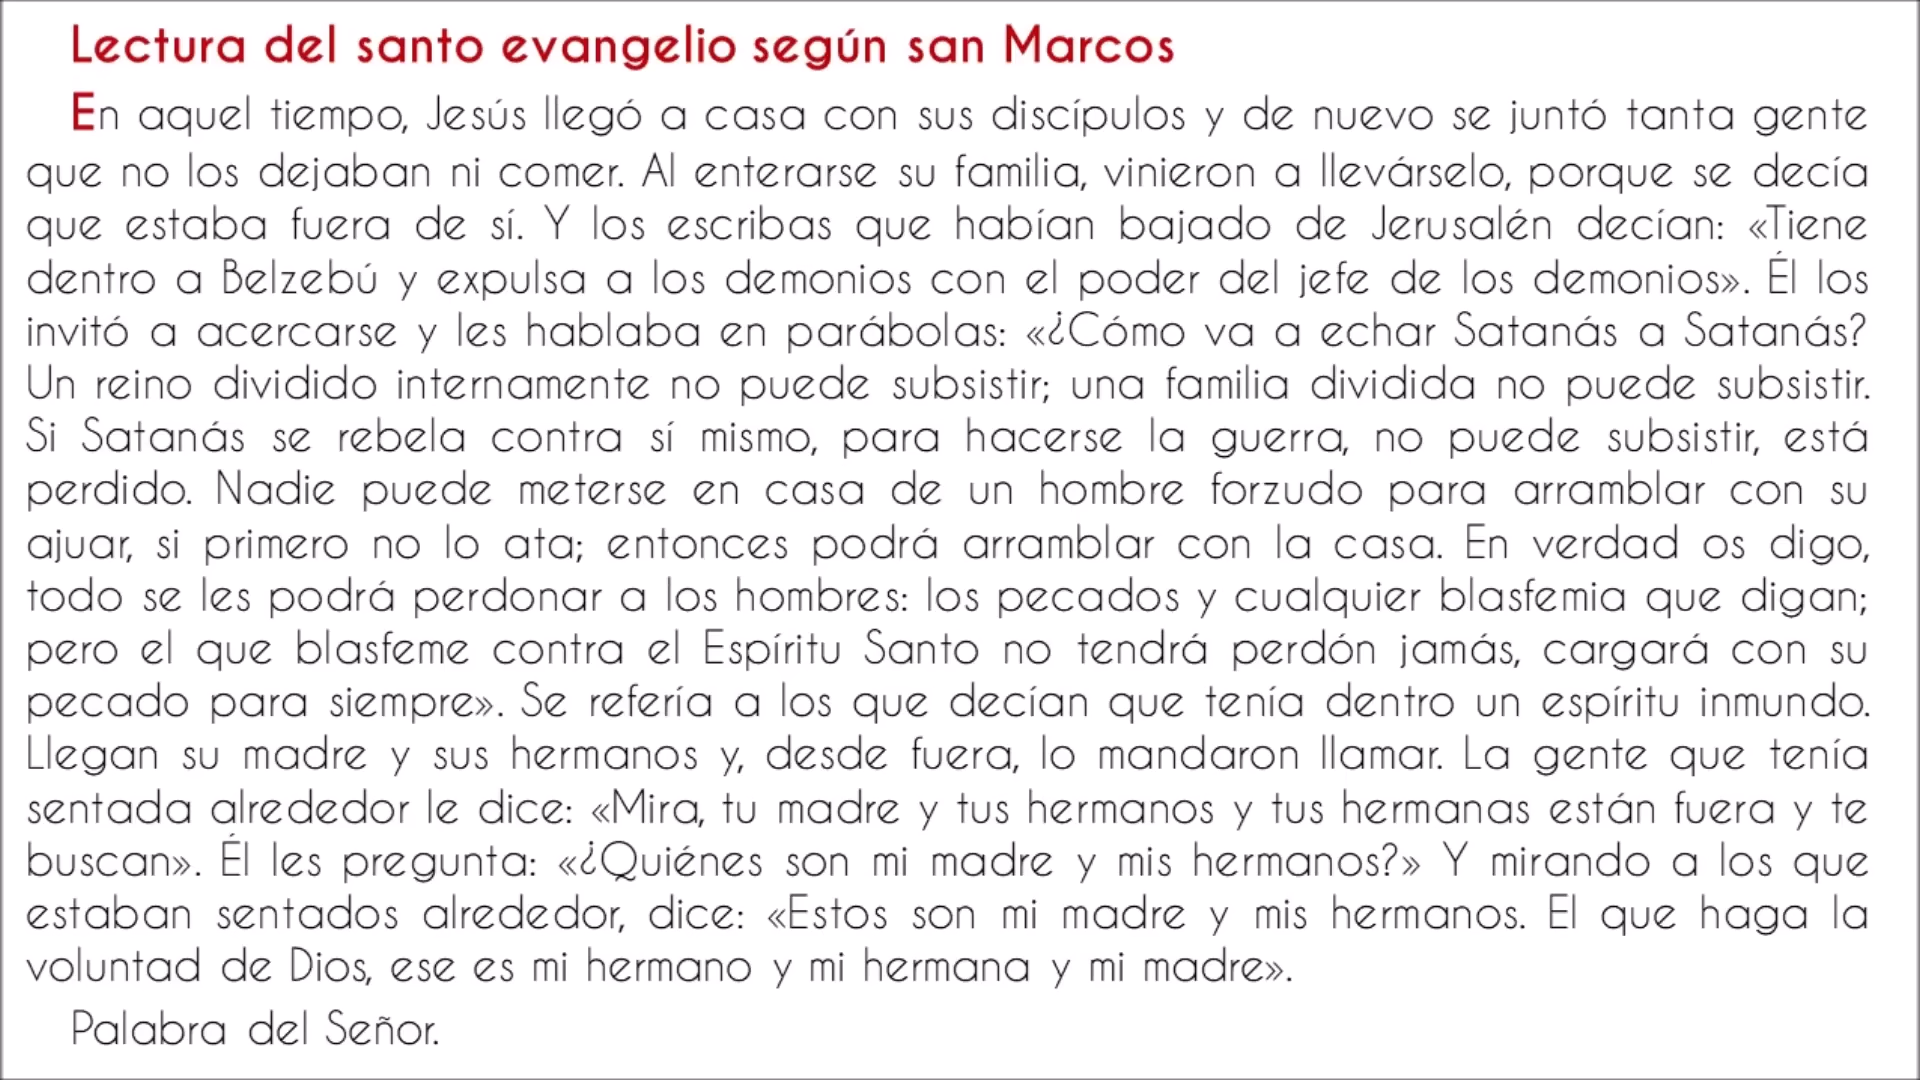 Lectura del santo evangelio según san Marcos
En aquel tiempo, Jesús llegó a casa con sus discípulos y de nuevo se juntó tanta gente
que no los dejaban ni comer. Al enterarse su familia, vinieron a llevárselo, porque se decía
que estaba fuera de sí. Y los escribas que habían bajado de Jerusalén decían: «Tiene
dentro a Belzebú y expulsa a los demonios con el poder del jefe de los demonios». Él los
invitó a acercarse y les hablaba en parábolas: «¿Cómo va a echar Satanás a Satanás?
Un reino dividido internamente no puede subsistir; una familia dividida no puede subsistir.
Si Satanás se rebela contra sí mismo, para hacerse la guerra, no puede subsistir, está
perdido. Nadie puede meterse en casa de un hombre forzudo para arramblar con su
ajuar, si primero no lo ata; entonces podrá arramblar con la casa. En verdad os digo,
todo se les podrá perdonar a los hombres: los pecados y cualquier blasfemia que digan;
pero el que blasfeme contra el Espíritu Santo no tendrá perdón jamás, cargará con su
pecado para siempre». Se refería a los que decían que tenía dentro un espíritu inmundo.
Llegan su madre y sus hermanos y, desde fuera, lo mandaron llamar. La gente que tenía
sentada alrededor le dice: «Mira, tu madre y tus hermanos y tus hermanas están fuera y te
buscan». Él les pregunta: «¿Quiénes son mi madre y mis hermanos?» Y mirando a los que
estaban sentados alrededor, dice: «Estos son mi madre y mis hermanos. El que haga la
voluntad de Dios, ese es mi hermano y mi hermana y mi madre».
Palabra del Señor.